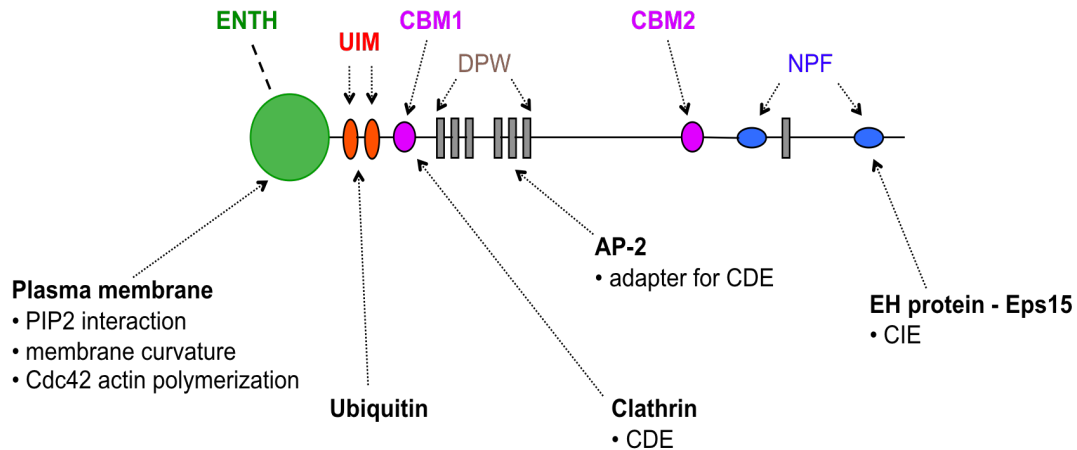 ENTH
UIM
CBM1
DPW
CBM2
NPF
AP-2
• adapter for CDE
Plasma membrane
• PIP2 interaction
• membrane curvature
• Cdc42 actin polymerization
EH protein - Eps15
• CIE
Ubiquitin
Clathrin
• CDE